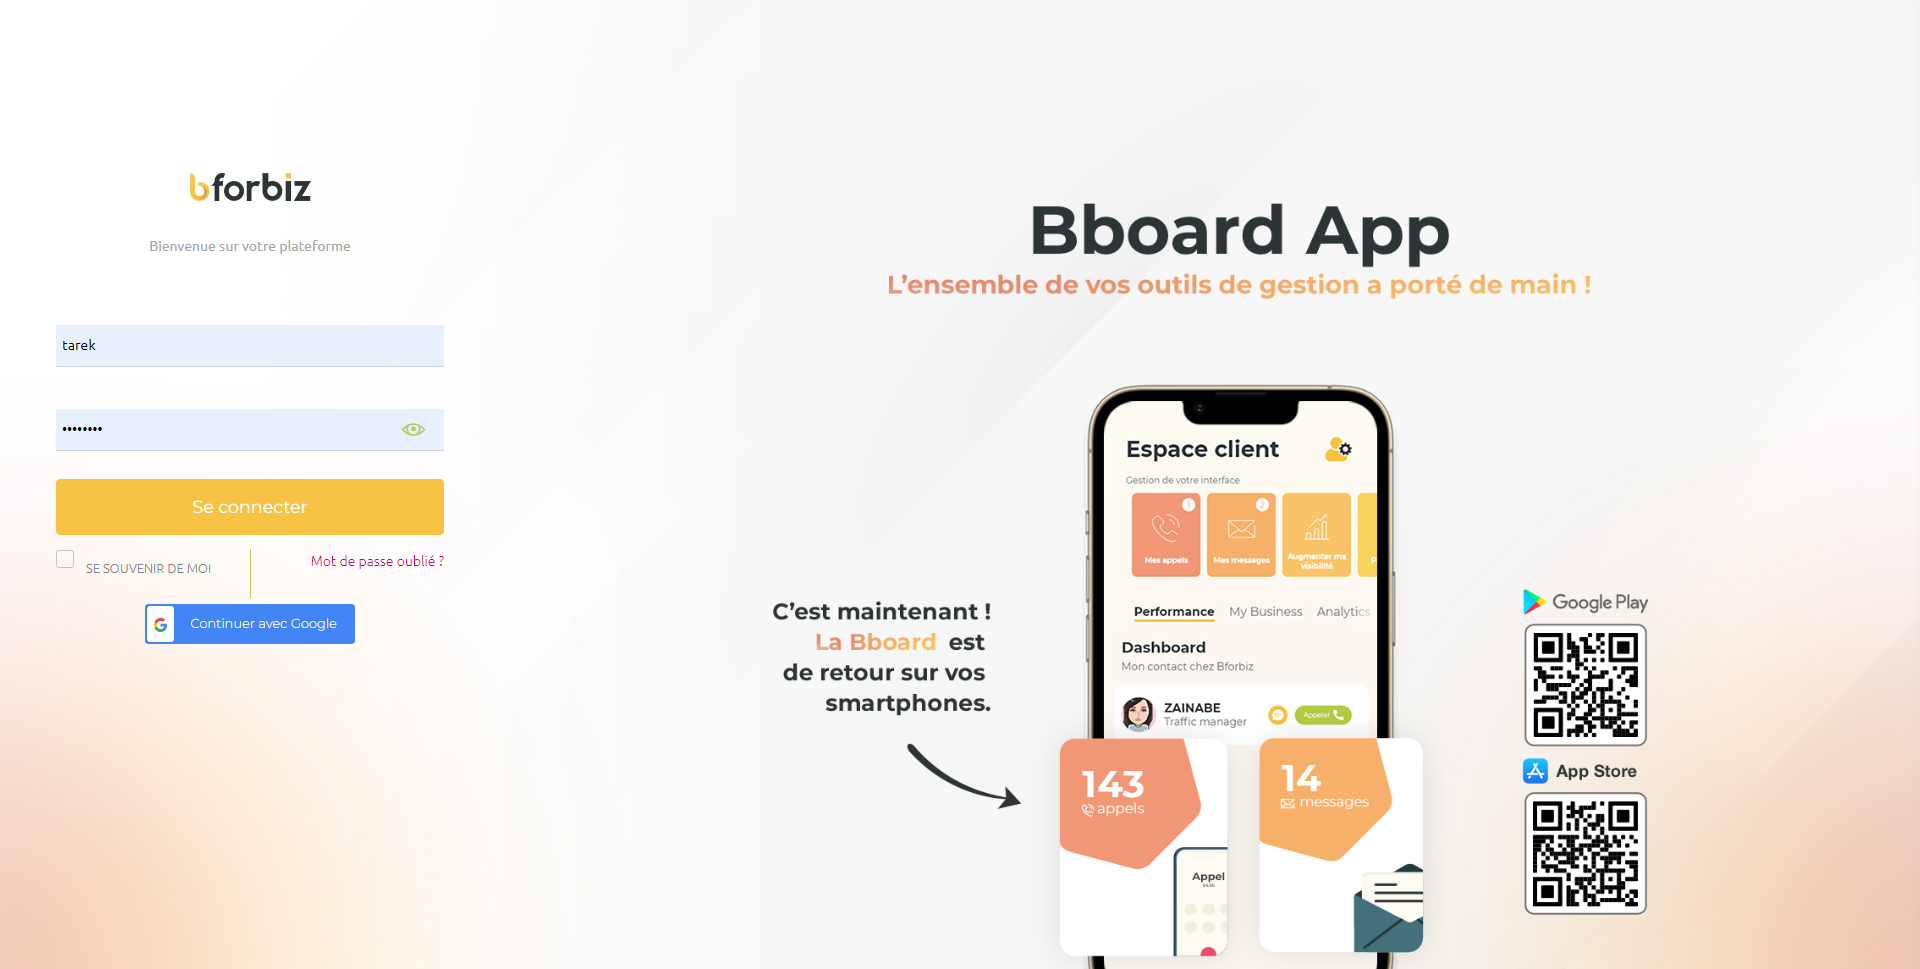 bforbiz
Bienvenue sur votre plateforme
tarek
••••••••
Se connecter
SE SOUVENIR DE MOI
Mot de passe oublié ?
Continuer avec Google
Bboard App
L'ensemble de vos outils de gestion a porté de main !
C'est maintenant !
La Bboard est
de retour sur vos
smartphones.
Espace client
Gestion de votre interface
1
2
Mes appels
Mes messages
Augmenter ma
visibilité
Performance My Business Analytics
Dashboard
Mon contact chez Bforbiz
ZAINABE
Traffic manager
Appeler
143
appels
Appel
14
messages
Google Play
App Store